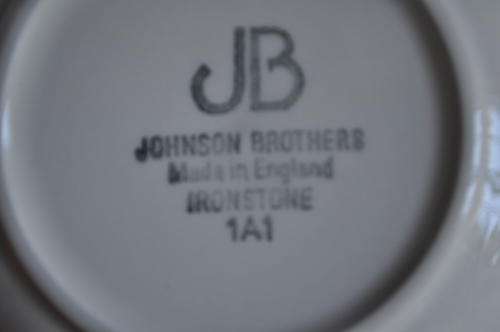 JB
JOHNSON BROTHERS
Made in England
IRONSTONE
1A1